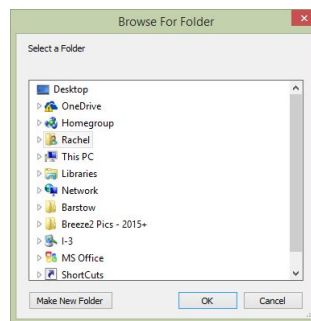 Browse For Folder
Select a Folder
Desktop
OneDrive
Homegroup
Rachel
This PC
Libraries
Network
Barstow
Breeze2 Pics - 2015+
I-3
MS Office
ShortCuts
Make New Folder OK Cancel